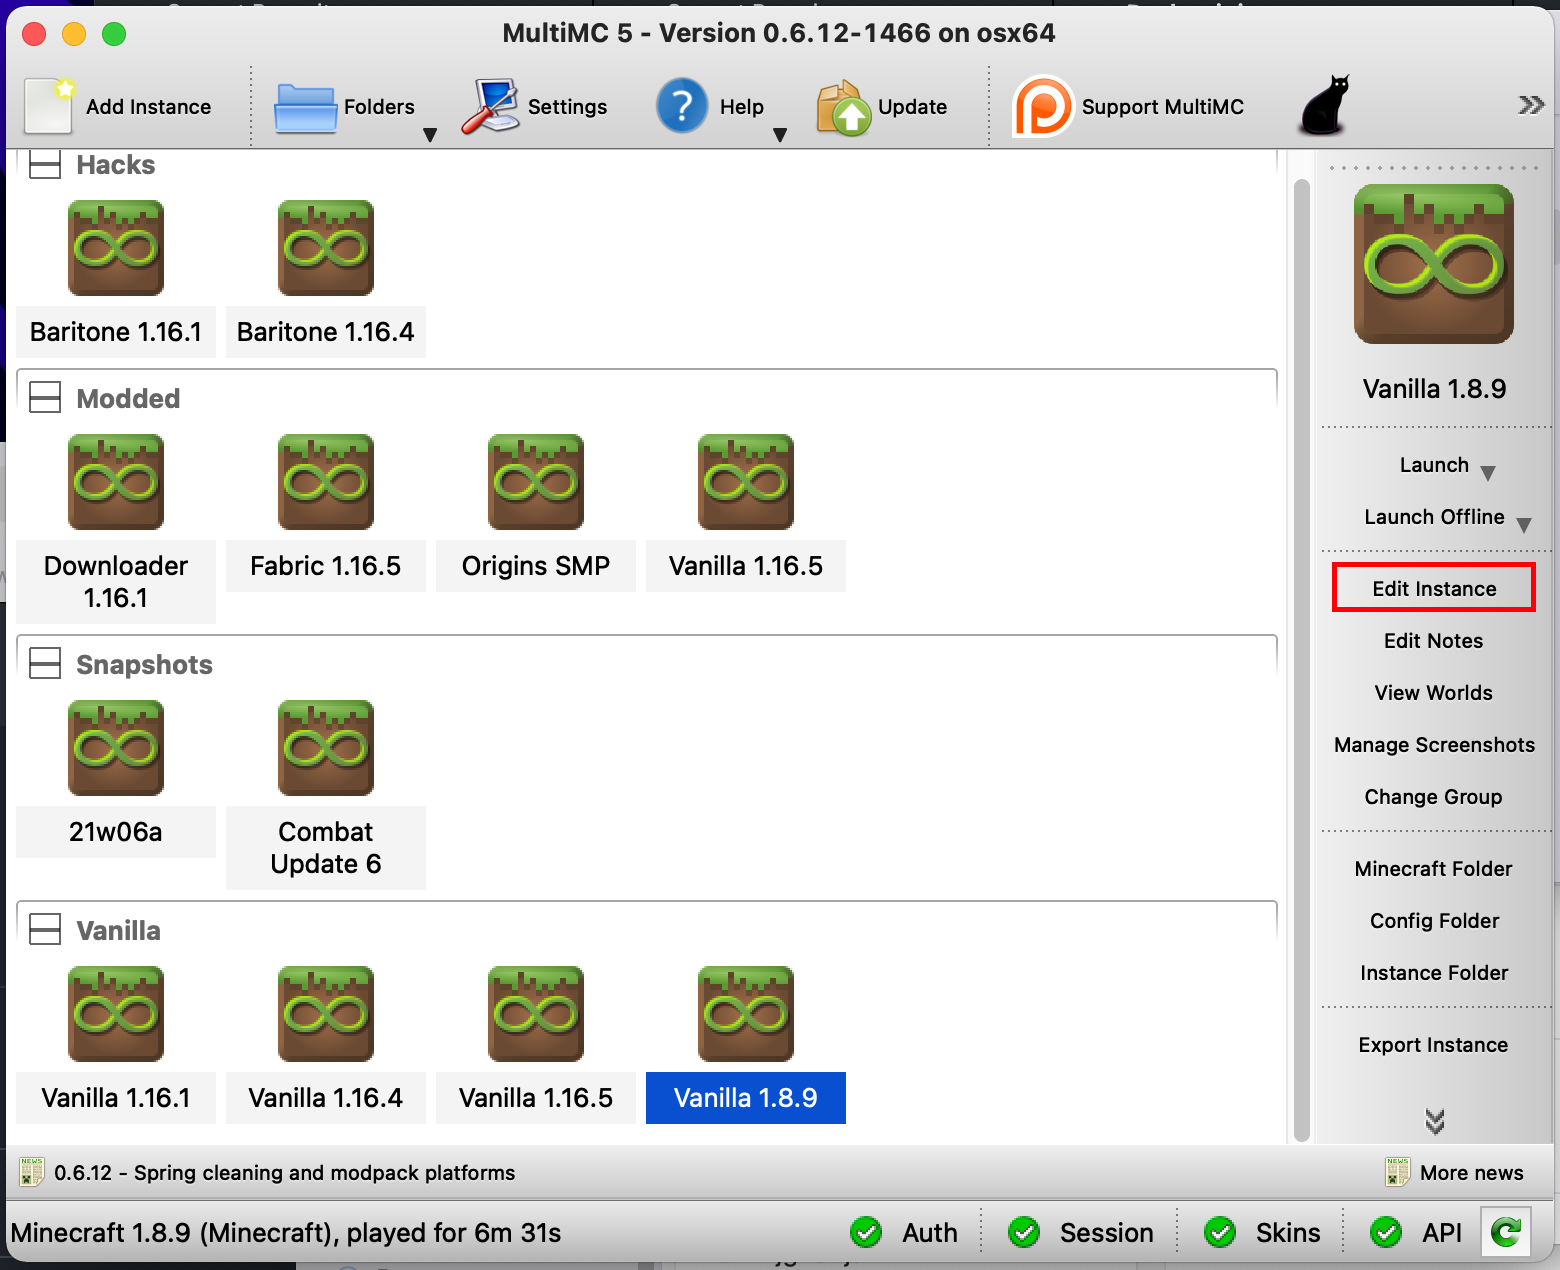 MultiMC 5 - Version 0.6.12-1466 on osx64
Add Instance
Folders
Settings
Help
Update
Support MultiMC
Hacks
Baritone 1.16.1
Baritone 1.16.4
Modded
Downloader
1.16.1
Fabric 1.16.5
Origins SMP
Vanilla 1.16.5
Snapshots
21w06a
Combat
Update 6
Vanilla
Vanilla 1.16.1
Vanilla 1.16.4
Vanilla 1.16.5
Vanilla 1.8.9
Vanilla 1.8.9
Launch
Launch Offline
Edit Instance
Edit Notes
View Worlds
Manage Screenshots
Change Group
Minecraft Folder
Config Folder
Instance Folder
Export Instance
NEWS
0.6.12 - Spring cleaning and modpack platforms
NEWS
More news
Minecraft 1.8.9 (Minecraft), played for 6m 31s
Auth
Session
Skins
API